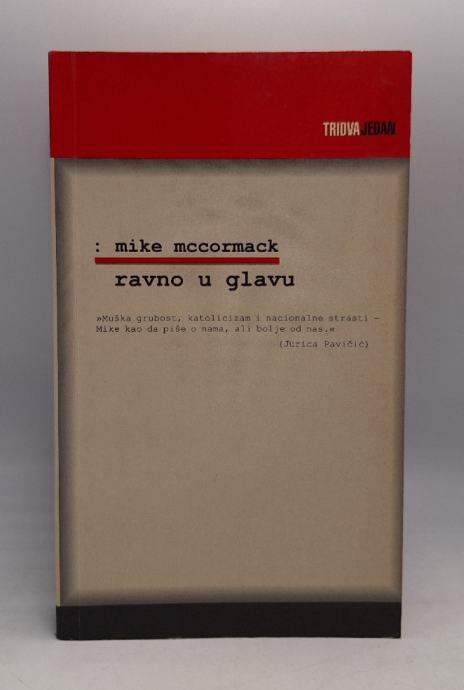 TRIDVAJEDAN
: mike mccormack
ravno u glavu
»Muška grubost, katolicizam i nacionalne strasti –
Mike kao da piše o nama, ali bolje od nas.«
(Jurica Pavičić)